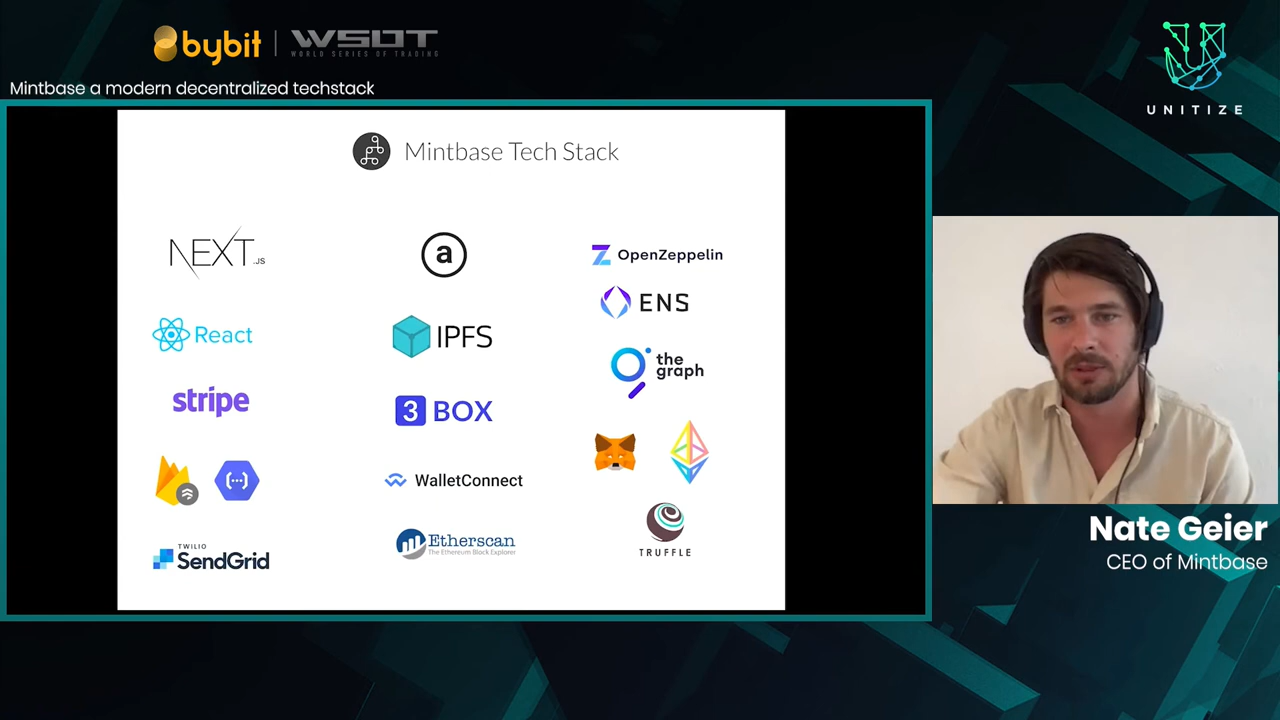 bybit | WSOT
WORLD SERIES OF TRADING
UNITIZE
Mintbase a modern decentralized techstack
Mintbase Tech Stack
NEXT.JS
React
stripe
TWILIO
SendGrid
a
IPFS
3 BOX
WalletConnect
Etherscan
The Ethereum Block Explorer
OpenZeppelin
ENS
the
graph
TRUFFLE
Nate Geier
CEO of Mintbase